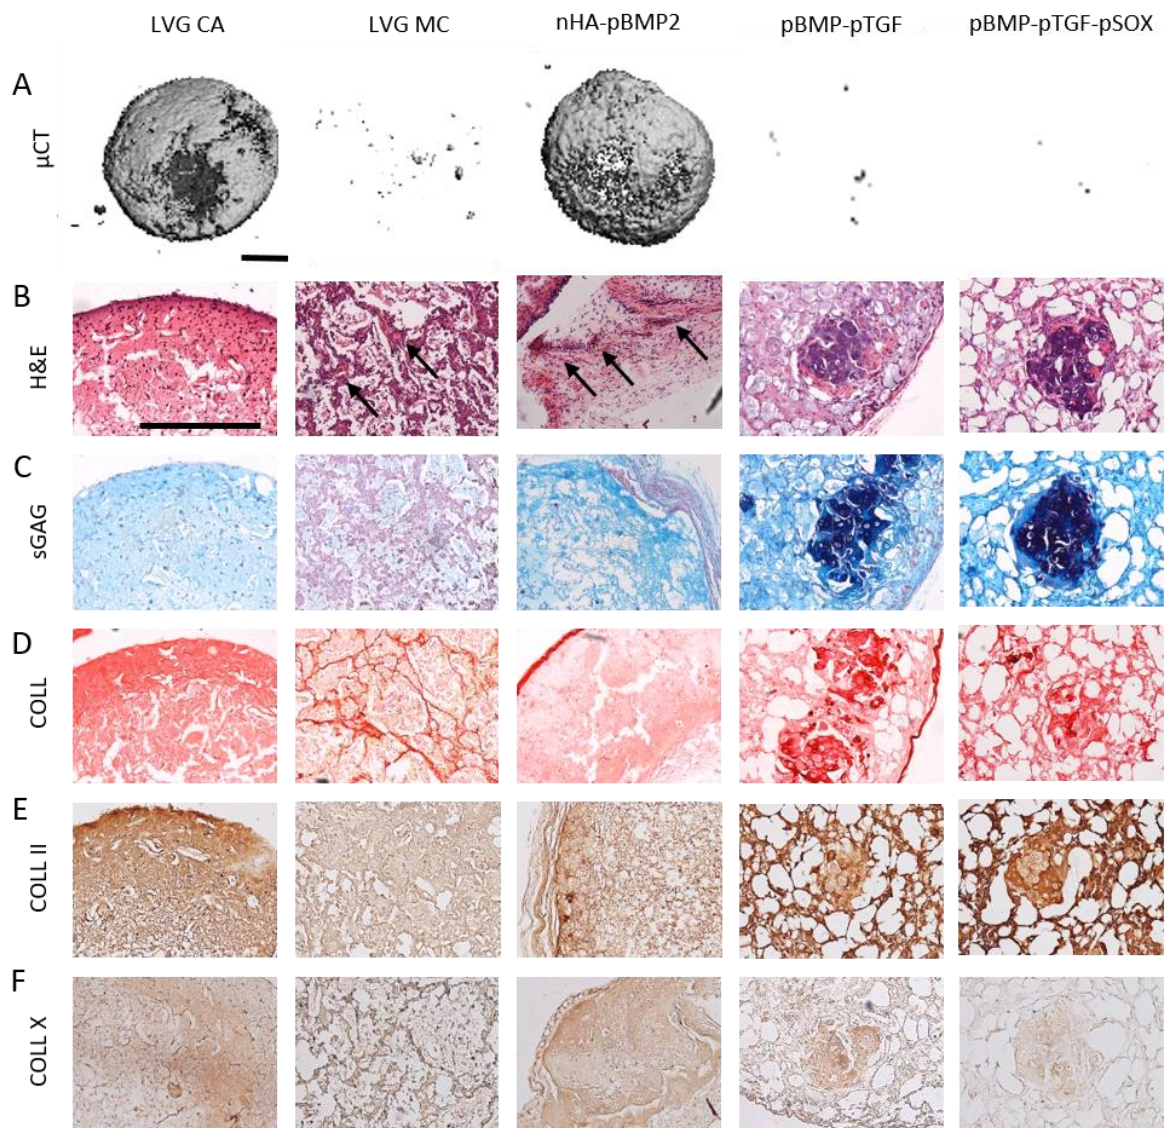 LVG CA LVG MC nHA-pBMP2 pBMP-pTGF pBMP-pTGF-pSOX
A
µCT
B
H&E
C
sGAG
D
COLL
E
COLL II
F
COLL X